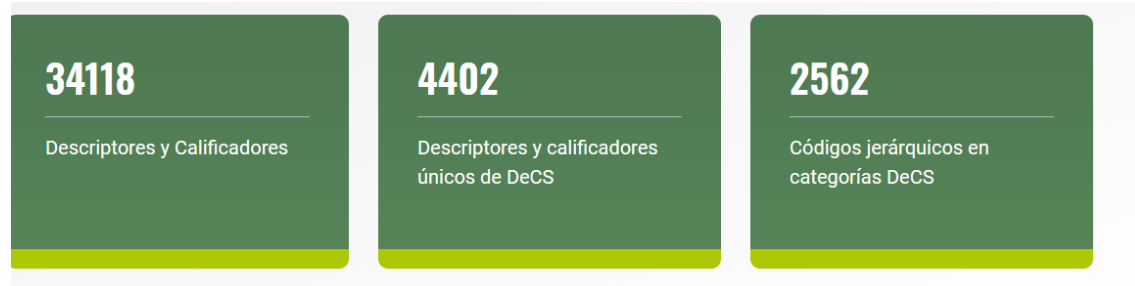 34118
Descriptores y Calificadores
4402
Descriptores y calificadores
únicos de DeCS
2562
Códigos jerárquicos en
categorías DeCS